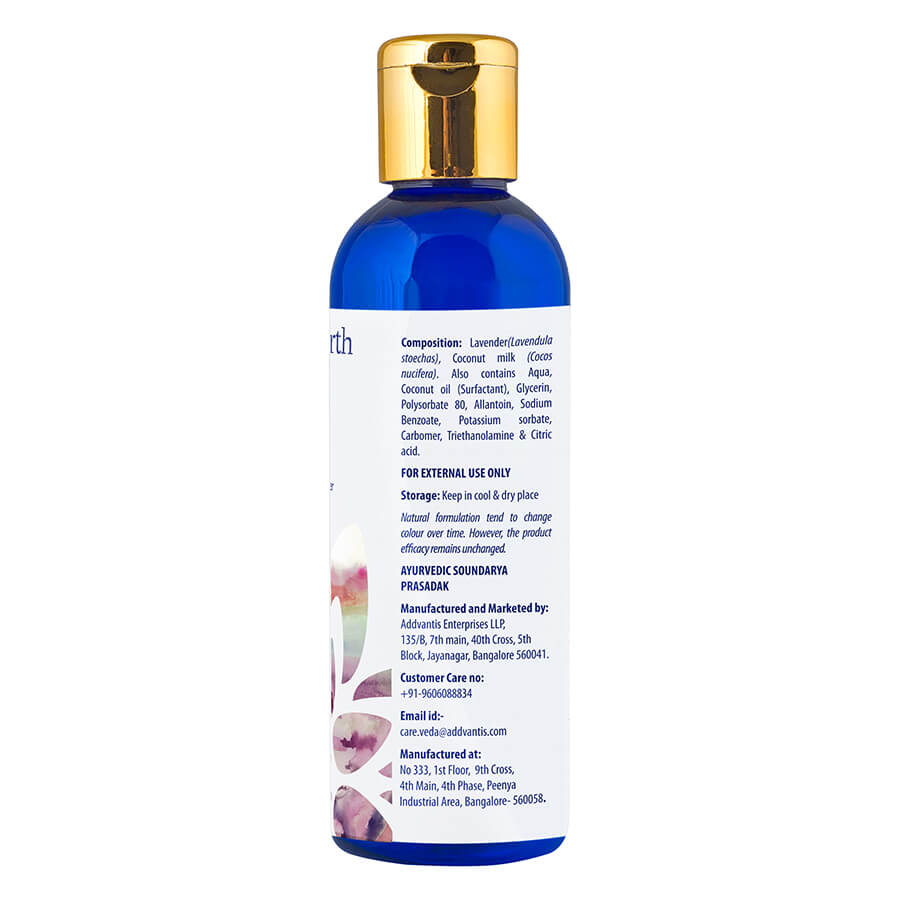 rth
er
Composition: Lavender(Lavendula
stoechas), Coconut milk (Cocos
nucifera). Also contains Aqua,
Coconut oil (Surfactant), Glycerin,
Polysorbate 80, Allantoin, Sodium
Benzoate, Potassium sorbate,
Carbomer, Triethanolamine & Citric
acid.
FOR EXTERNAL USE ONLY
Storage: Keep in cool & dry place
Natural formulation tend to change
colour over time. However, the product
efficacy remains unchanged.
AYURVEDIC SOUNDARYA
PRASADAK
Manufactured and Marketed by:
Addvantis Enterprises LLP,
135/B, 7th main, 40th Cross, 5th
Block, Jayanagar, Bangalore 560041.
Customer Care no:
+91-9606088834
Email id:-
care.veda@addvantis.com
Manufactured at:
No 333, 1st Floor, 9th Cross,
4th Main, 4th Phase, Peenya
Industrial Area, Bangalore- 560058.